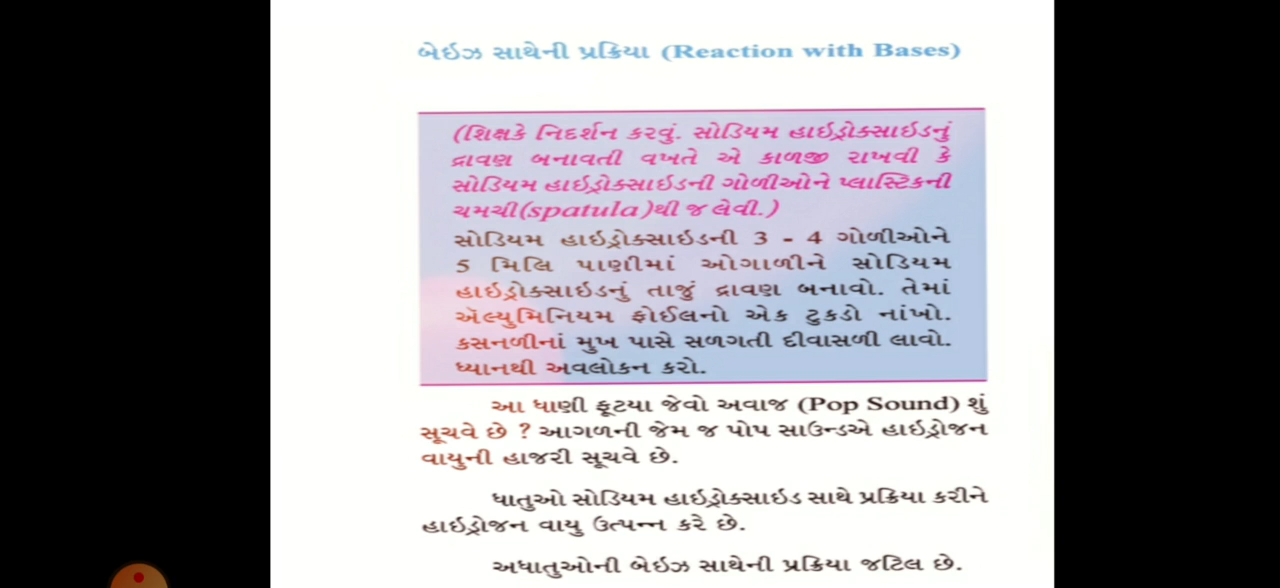 બેઇઝ સાથેની પ્રક્રિયા (Reaction with Bases)
(શિક્ષકે નિદર્શન કરવું. સોડિયમ હાઇડ્રોક્સાઇડનું
દ્રાવણ બનાવતી વખતે એ કાળજી રાખવી કે
સોડિયમ હાઇડ્રોક્સાઇડની ગોળીઓને પ્લાસ્ટિકની
ચમચી(spatula)થી જ લેવી.)
સોડિયમ હાઇડ્રોક્સાઇડની 3 - 4 ગોળીઓને
5 મિલિ પાણીમાં ઓગાળીને સોડિયમ
હાઇડ્રોક્સાઇડનું તાજું દ્રાવણ બનાવો. તેમાં
ઍલ્યુમિનિયમ ફોઈલનો એક ટુકડો નાંખો.
કસનળીનાં મુખ પાસે સળગતી દીવાસળી લાવો.
ધ્યાનથી અવલોકન કરો.
આ ધાણી ફૂટયા જેવો અવાજ (Pop Sound) શું
સૂચવે છે ? આગળની જેમ જ પોપ સાઉન્ડએ હાઇડ્રોજન
વાયુની હાજરી સૂચવે છે.
ધાતુઓ સોડિયમ હાઇડ્રોક્સાઇડ સાથે પ્રક્રિયા કરીને
હાઇડ્રોજન વાયુ ઉત્પન્ન કરે છે.
અધાતુઓની બેઇઝ સાથેની પ્રક્રિયા જટિલ છે.